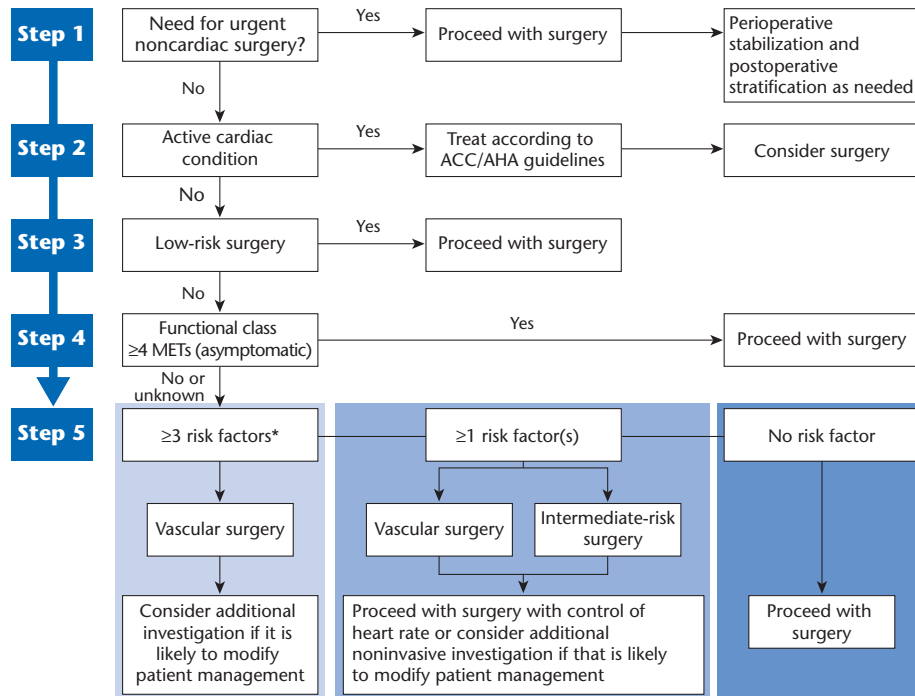 Step 1
Need for urgent
noncardiac surgery?
Yes
Proceed with surgery
Perioperative
stabilization and
postoperative
stratification as needed
No
Step 2
Active cardiac
condition
Yes
Treat according to
ACC/AHA guidelines
Consider surgery
No
Step 3
Low-risk surgery
Yes
Proceed with surgery
No
Step 4
Functional class
≥4 METs (asymptomatic)
Yes
Proceed with surgery
No or
unknown
Step 5
≥3 risk factors*
≥1 risk factor(s)
No risk factor
Vascular surgery
Vascular surgery
Intermediate-risk
surgery
Consider additional
investigation if it is
likely to modify
patient management
Proceed with surgery with control of
heart rate or consider additional
noninvasive investigation if that is likely
to modify patient management
Proceed with
surgery